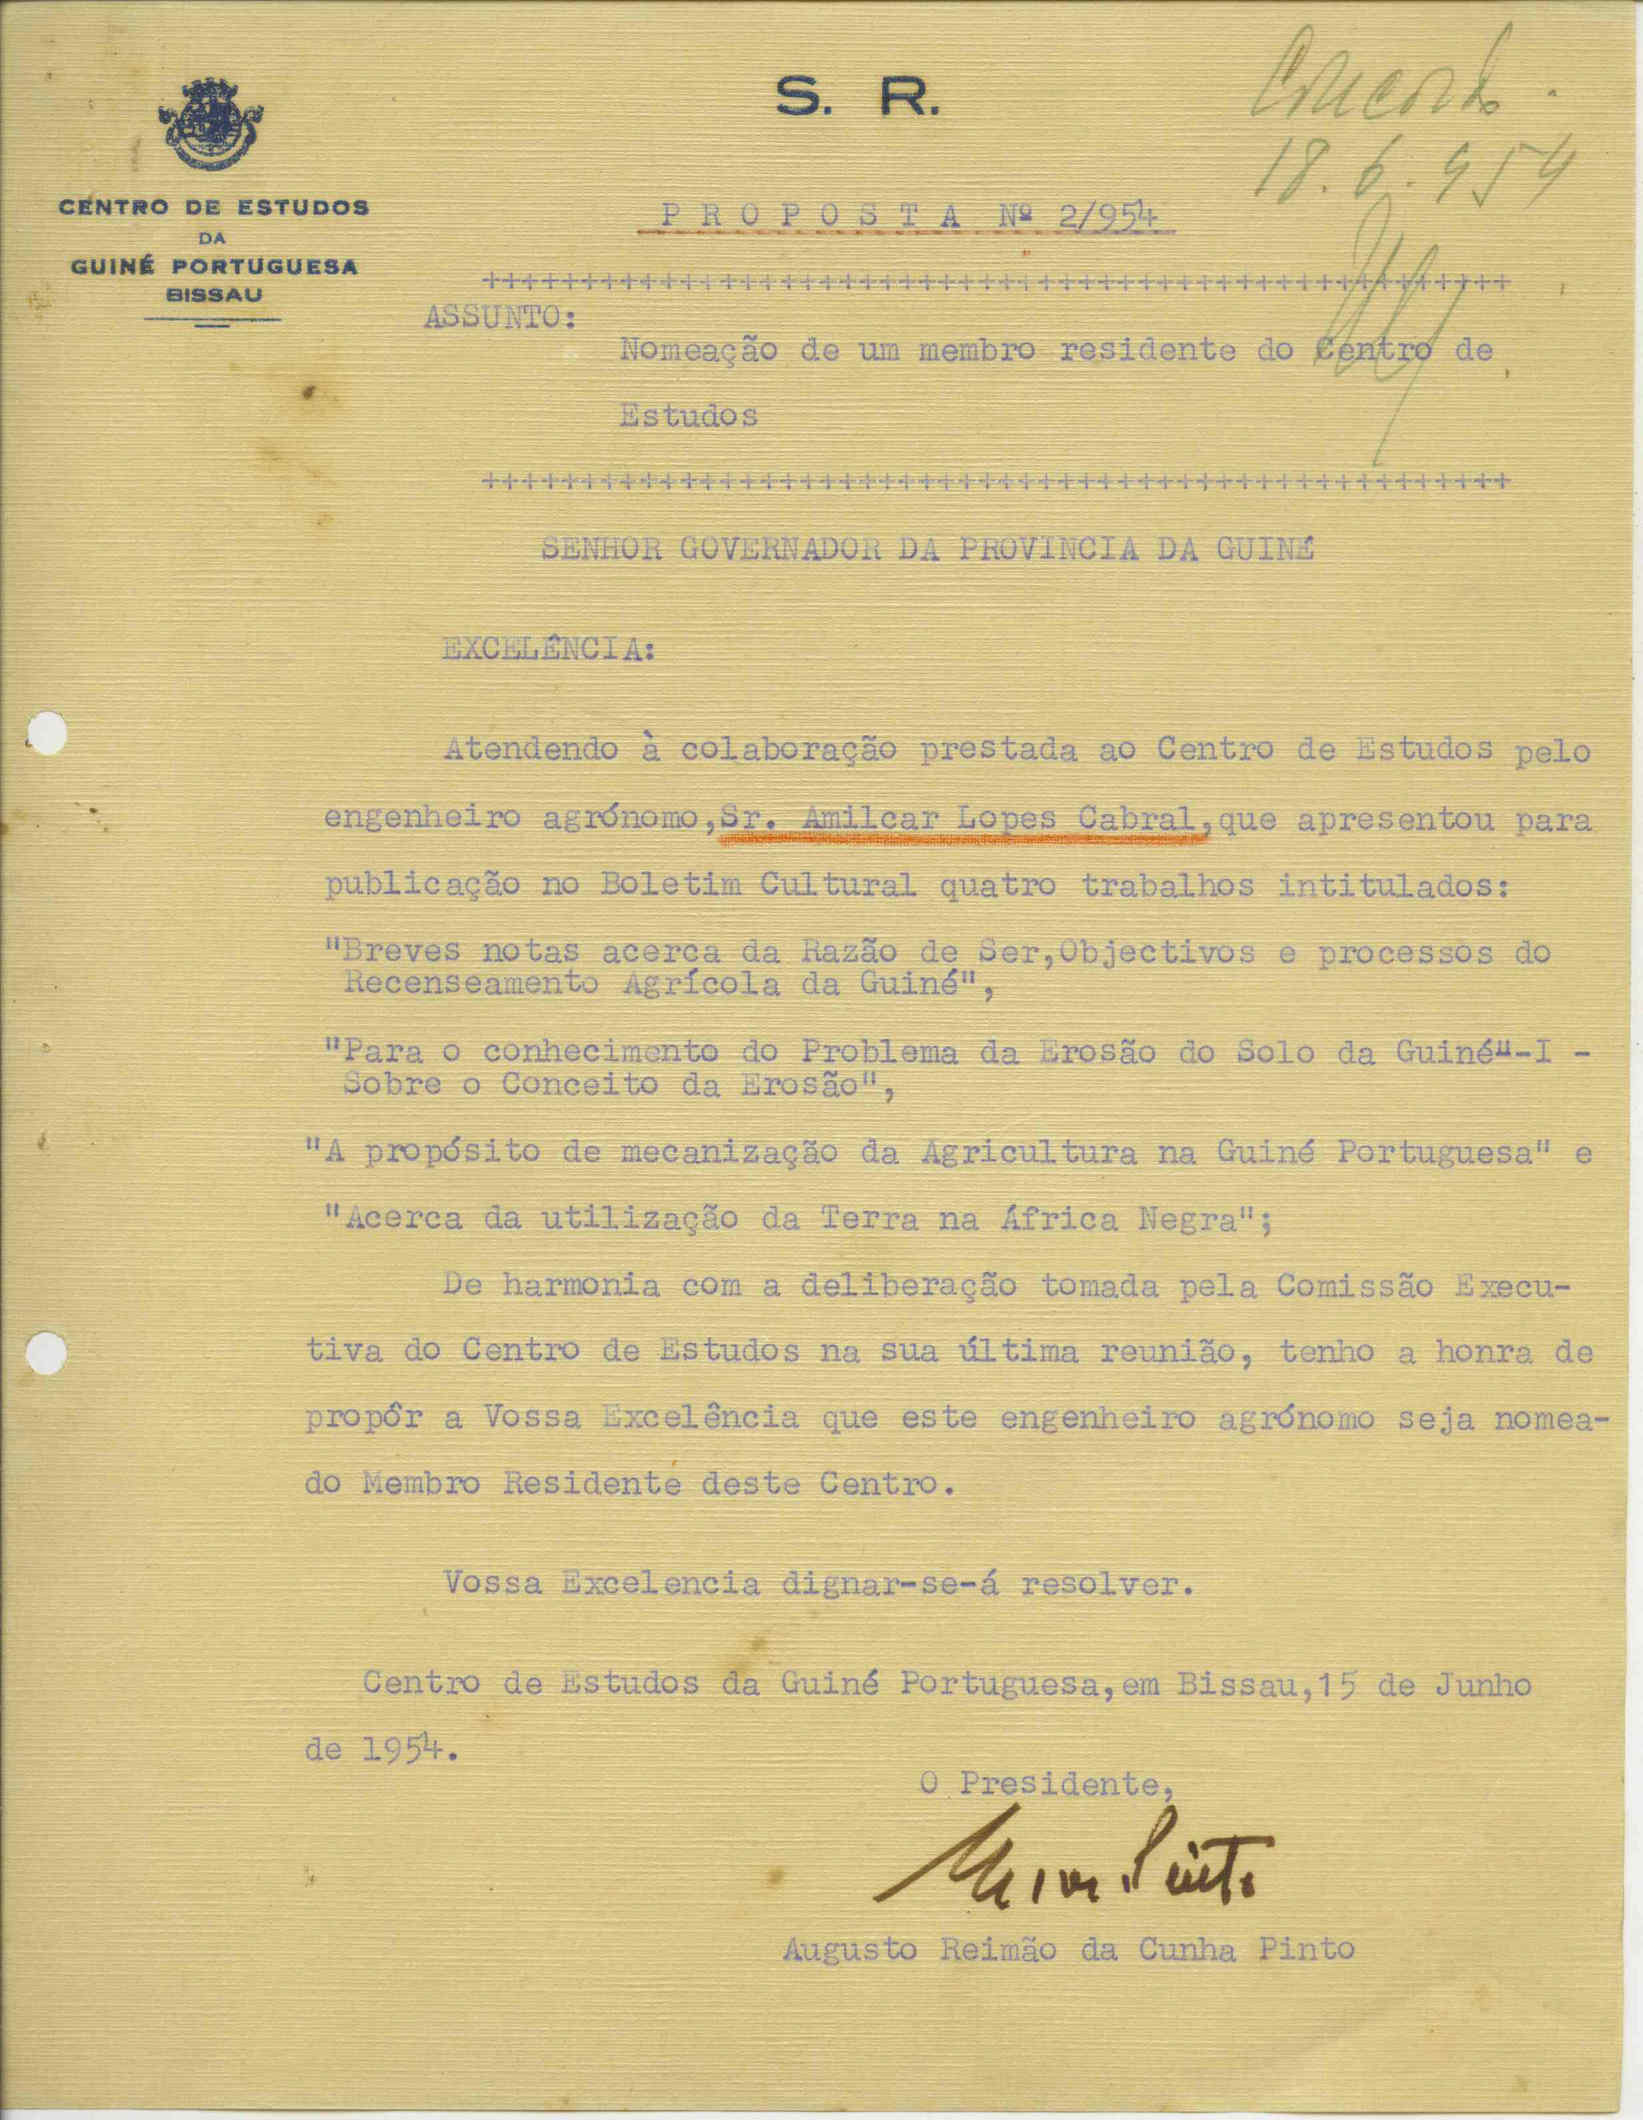 S. R.
Concordo.
18.6.954
CENTRO DE ESTUDOS
DA
GUINÉ PORTUGUESA
BISSAU
P R O P O S T A Nº 2/954
++++++++++++++++++++++++++++++++++++++++++++++++++++
ASSUNTO:
Nomeação de um membro residente do Centro de
Estudos
++++++++++++++++++++++++++++++++++++++++++++++++++++
SENHOR GOVERNADOR DA PROVINCIA DA GUINÉ
EXCELÊNCIA:
Atendendo à colaboração prestada ao Centro de Estudos pelo
engenheiro agrónomo,Sr. Amilcar Lopes Cabral,que apresentou para
publicação no Boletim Cultural quatro trabalhos intitulados:
"Breves notas acerca da Razão de Ser,Objectivos e processos do
Recenseamento Agrícola da Guiné",
"Para o conhecimento do Problema da Erosão do Solo da Guiné"-I -
Sobre o Conceito da Erosão",
"A propósito de mecanização da Agricultura na Guiné Portuguesa" e
"Acerca da utilização da Terra na África Negra";
De harmonia com a deliberação tomada pela Comissão Execu-
tiva do Centro de Estudos na sua última reunião, tenho a honra de
propôr a Vossa Excelência que este engenheiro agrónomo seja nomea-
do Membro Residente deste Centro.
Vossa Excelencia dignar-se-á resolver.
Centro de Estudos da Guiné Portuguesa,em Bissau,15 de Junho
de 1954.
O Presidente,
Augusto Reimão da Cunha Pinto